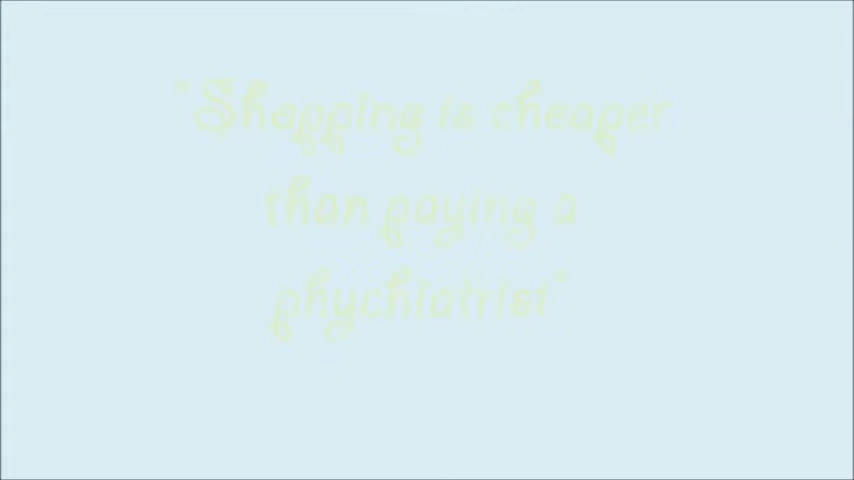 "Shopping is cheaper
than paying a
phychiatrist"